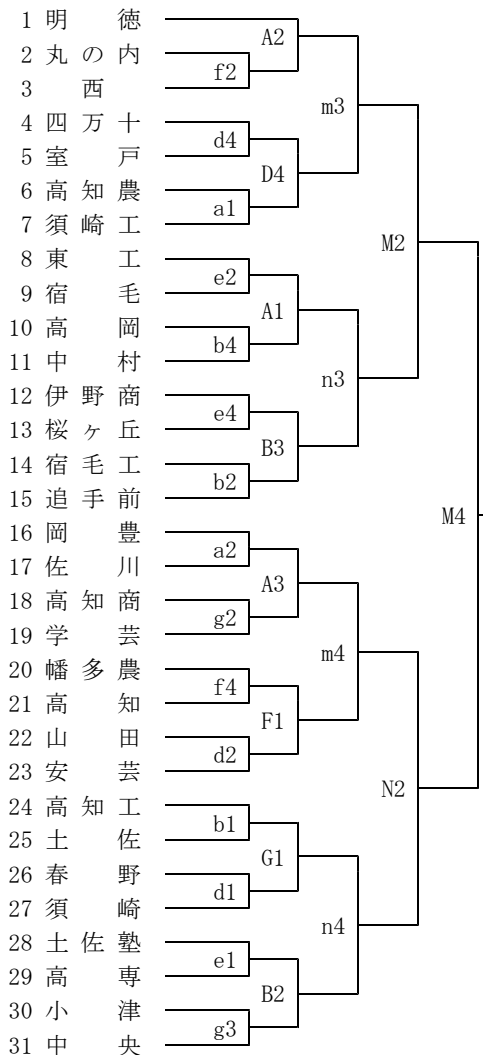 1 明徳
2 丸の内
3 西
4 四万十
5 室戸
6 高知農
7 須崎工
8 東工
9 宿毛
10 高岡
11 中村
12 伊野商
13 桜ヶ丘
14 宿毛工
15 追手前
16 岡豊
17 佐川
18 高知商
19 学芸
20 幡多農
21 高知
22 山田
23 安芸
24 高知工
25 土佐
26 春野
27 須崎
28 土佐塾
29 高専
30 小津
31 中央
f2
d4
a1
e2
b4
e4
b2
a2
g2
f4
d2
b1
d1
e1
g3
A2
D4
A1
B3
A3
F1
G1
B2
m3
n3
m4
n4
M2
N2
M4